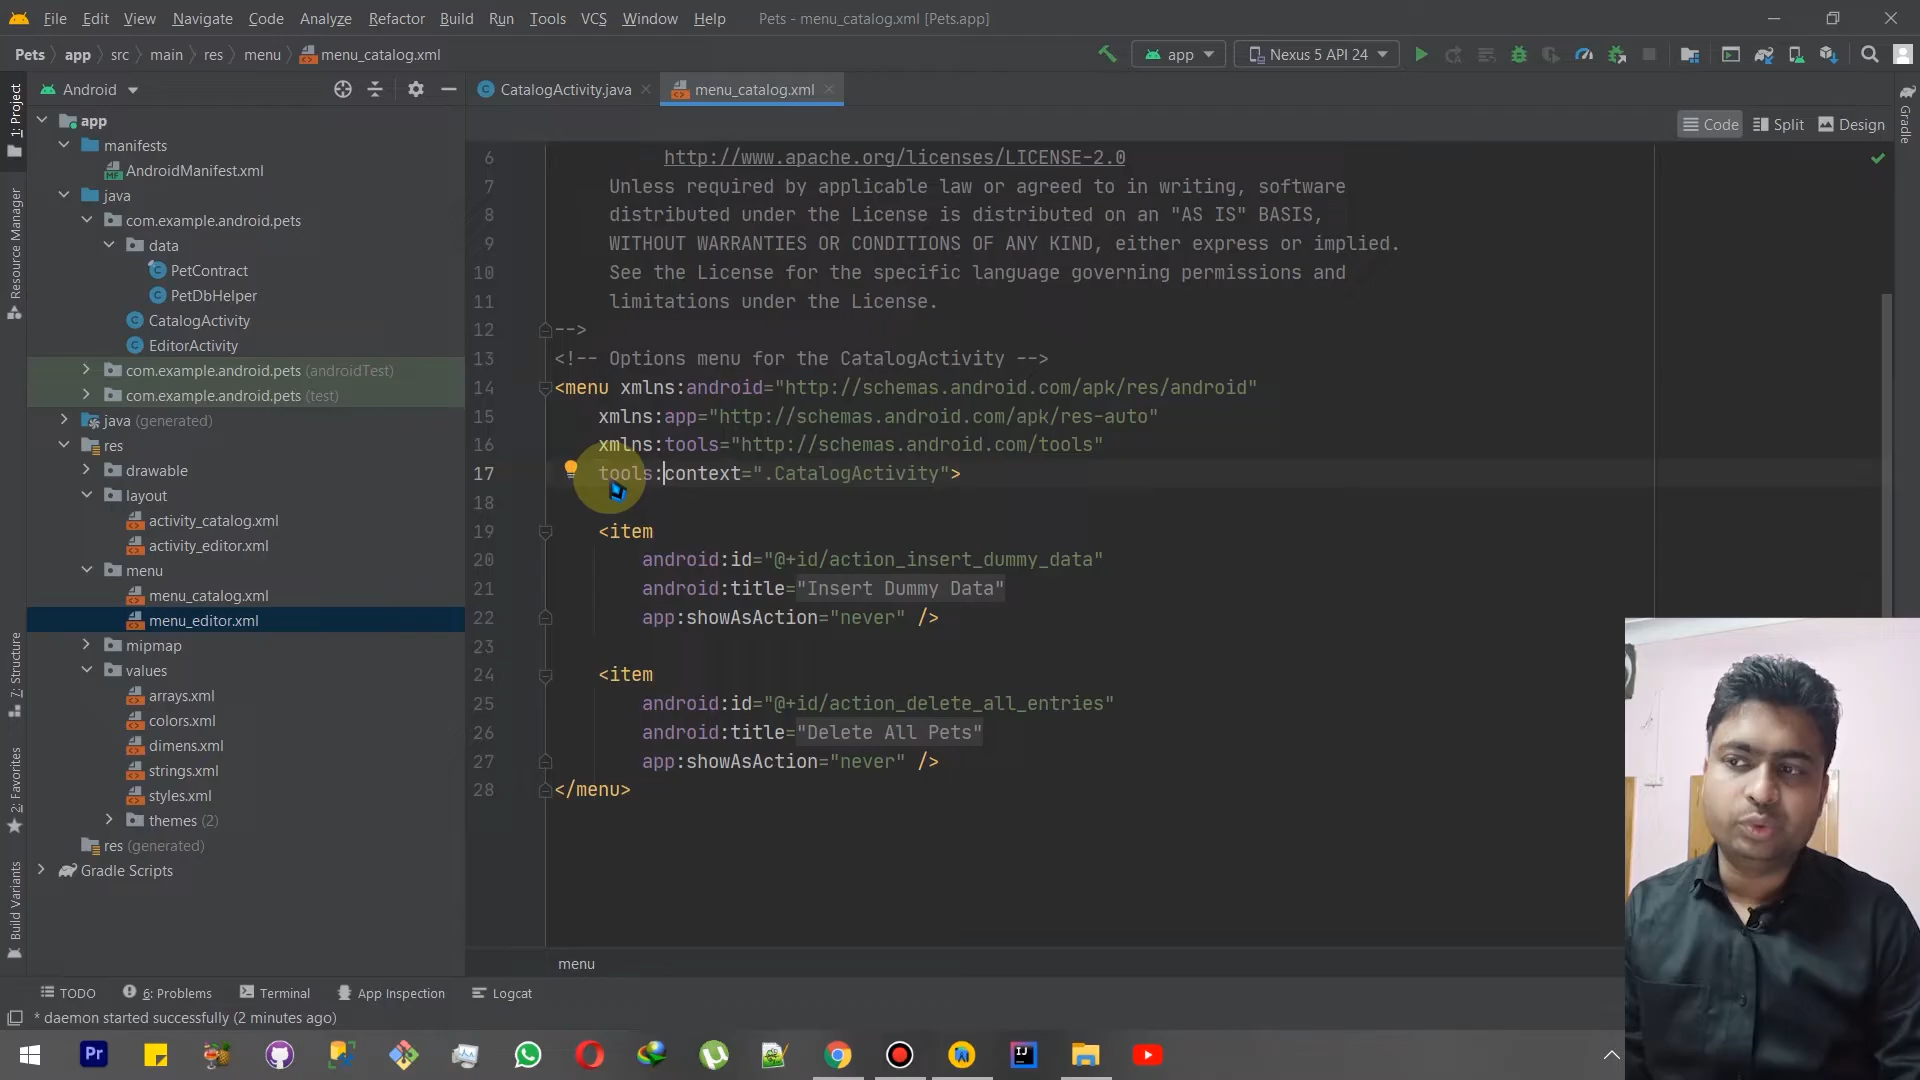 File Edit View Navigate Code Analyze Refactor Build Run Tools VCS Window Help Pets - menu_catalog.xml [Pets.app]
Pets app src main res menu menu_catalog.xml app Nexus 5 API 24
Android CatalogActivity.java menu_catalog.xml
Code Split Design
1: Project
Resource Manager
7: Structure
2: Favorites
Build Variants
Gradle
app
manifests
AndroidManifest.xml
java
com.example.android.pets
data
PetContract
PetDbHelper
CatalogActivity
EditorActivity
com.example.android.pets (androidTest)
com.example.android.pets (test)
java (generated)
res
drawable
layout
activity_catalog.xml
activity_editor.xml
menu
menu_catalog.xml
menu_editor.xml
mipmap
values
arrays.xml
colors.xml
dimens.xml
strings.xml
styles.xml
themes (2)
res (generated)
Gradle Scripts
6 http://www.apache.org/licenses/LICENSE-2.0
7 Unless required by applicable law or agreed to in writing, software
8 distributed under the License is distributed on an "AS IS" BASIS,
9 WITHOUT WARRANTIES OR CONDITIONS OF ANY KIND, either express or implied.
10 See the License for the specific language governing permissions and
11 limitations under the License.
12 -->
13 <!-- Options menu for the CatalogActivity -->
14 <menu xmlns:android="http://schemas.android.com/apk/res/android"
15 xmlns:app="http://schemas.android.com/apk/res-auto"
16 xmlns:tools="http://schemas.android.com/tools"
17 tools:context=".CatalogActivity">
18
19 <item
20 android:id="@+id/action_insert_dummy_data"
21 android:title="Insert Dummy Data"
22 app:showAsAction="never" />
23
24 <item
25 android:id="@+id/action_delete_all_entries"
26 android:title="Delete All Pets"
27 app:showAsAction="never" />
28 </menu>
menu
TODO 6: Problems Terminal App Inspection Logcat
* daemon started successfully (2 minutes ago)
Pr
IJ